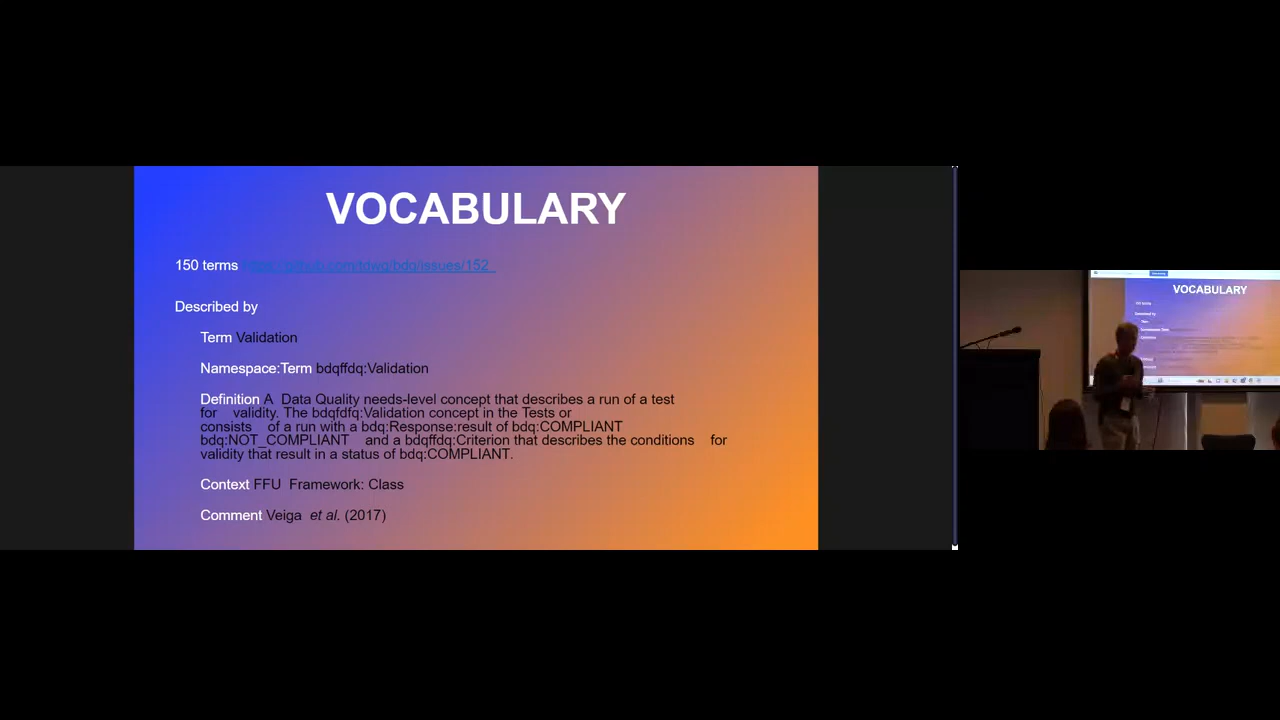 VOCABULARY
150 terms https://github.com/tdwg/bdq/issues/152
Described by
Term Validation
Namespace:Term bdqffdq:Validation
Definition A Data Quality needs-level concept that describes a run of a test
for validity. The bdqfdfq:Validation concept in the Tests or
consists of a run with a bdq:Response:result of bdq:COMPLIANT
bdq:NOT_COMPLIANT and a bdqffdq:Criterion that describes the conditions for
validity that result in a status of bdq:COMPLIANT.
Context FFU Framework: Class
Comment Veiga et al. (2017)
VOCABULARY